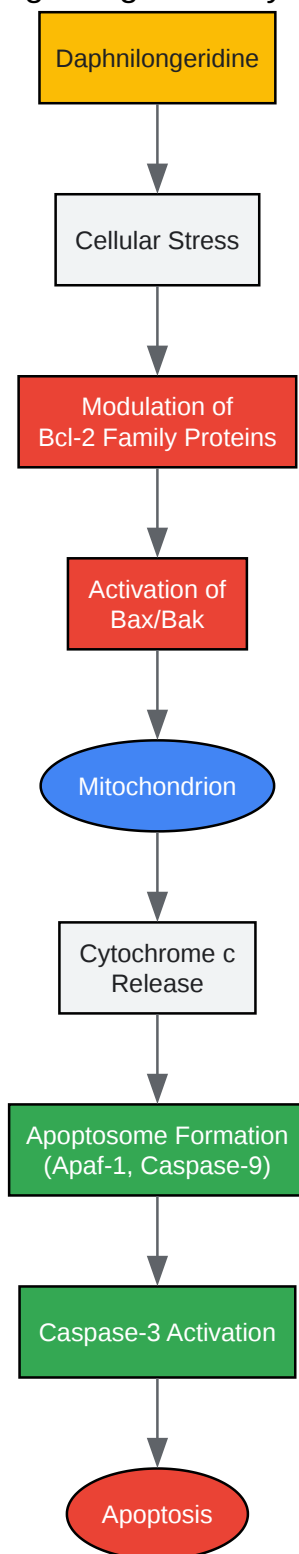 Daphnilongeridine
Cellular Stress
Modulation of
Bcl-2 Family Proteins
Activation of
Bax/Bak
Mitochondrion
Cytochrome c
Release
Apoptosome Formation
(Apaf-1, Caspase-9)
Caspase-3 Activation
Apoptosis